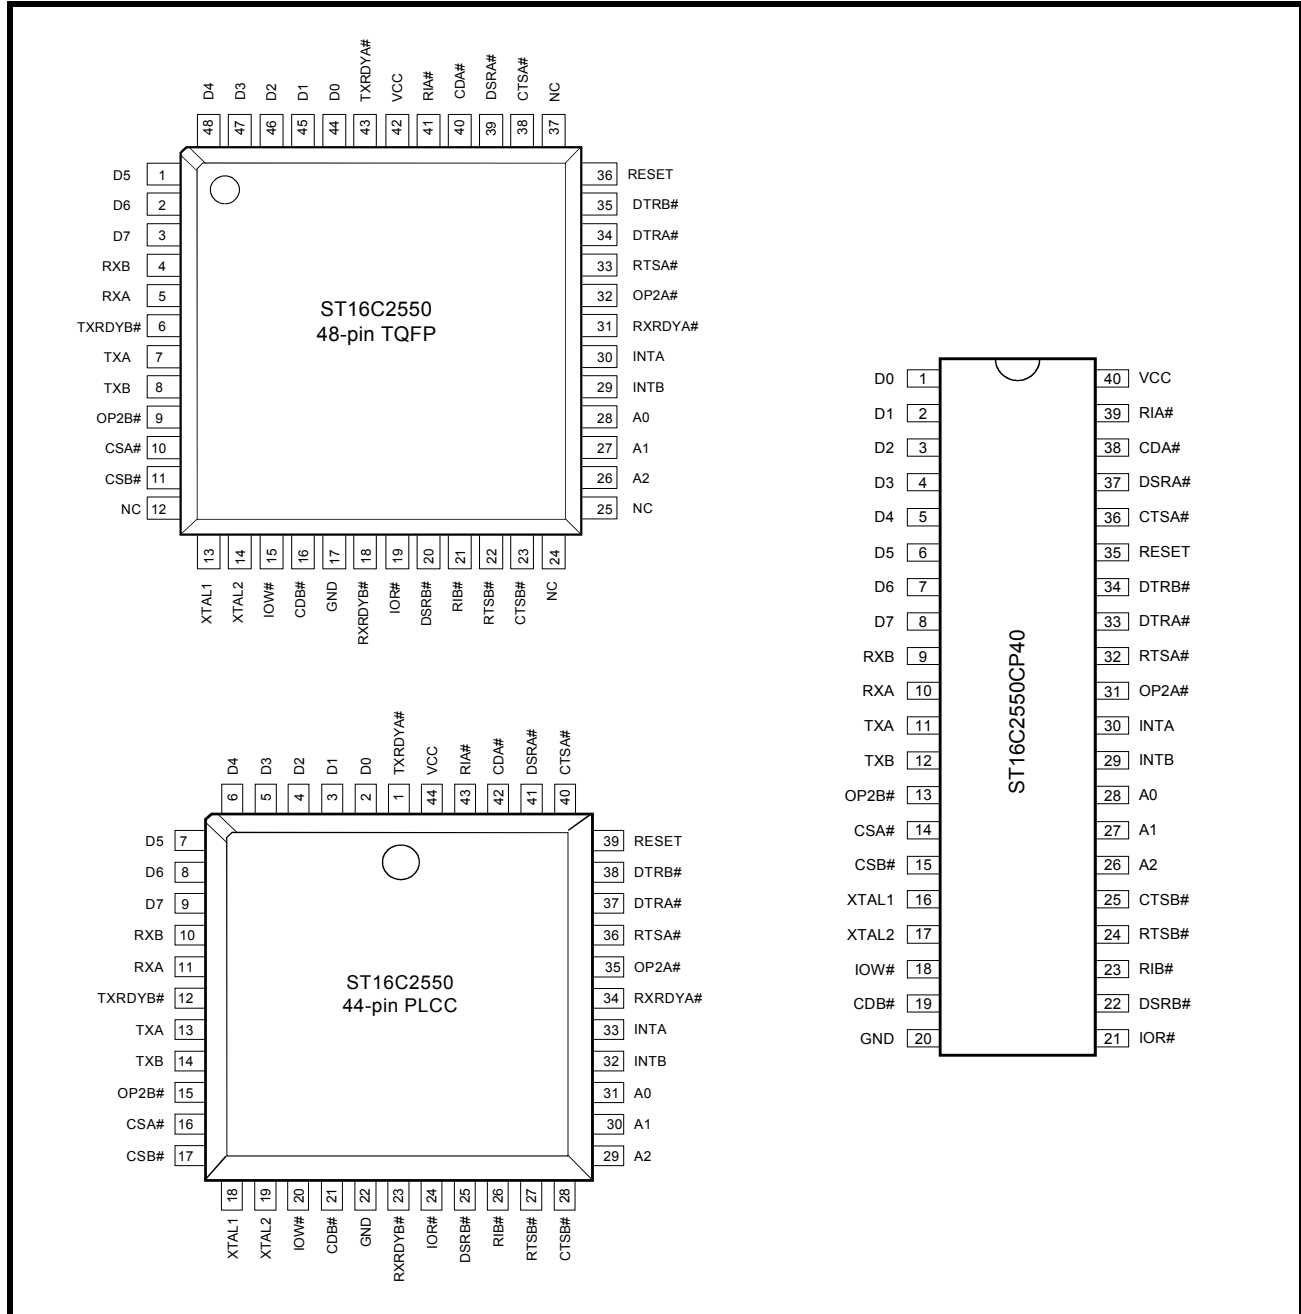 D4 D3 D2 D1 D0 TXRDYA# VCC RIA# CDA# DSRA# CTSA# NC
48 47 46 45 44 43 42 41 40 39 38 37
D5 1
D6 2
D7 3
RXB 4
RXA 5
TXRDYB# 6
TXA 7
TXB 8
OP2B# 9
CSA# 10
CSB# 11
NC 12
ST16C2550
48-pin TQFP
36 RESET
35 DTRB#
34 DTRA#
33 RTSA#
32 OP2A#
31 RXRDYA#
30 INTA
29 INTB
28 A0
27 A1
26 A2
25 NC
13 14 15 16 17 18 19 20 21 22 23 24
XTAL1 XTAL2 IOW# CDB# GND RXRDYB# IOR# DSRB# RIB# RTSB# CTSB# NC
D4 D3 D2 D1 D0 TXRDYA# VCC RIA# CDA# DSRA# CTSA#
6 5 4 3 2 1 44 43 42 41 40
D5 7
D6 8
D7 9
RXB 10
RXA 11
TXRDYB# 12
TXA 13
TXB 14
OP2B# 15
CSA# 16
CSB# 17
ST16C2550
44-pin PLCC
39 RESET
38 DTRB#
37 DTRA#
36 RTSA#
35 OP2A#
34 RXRDYA#
33 INTA
32 INTB
31 A0
30 A1
29 A2
18 19 20 21 22 23 24 25 26 27 28
XTAL1 XTAL2 IOW# CDB# GND RXRDYB# IOR# DSRB# RIB# RTSB# CTSB#
D0 1
D1 2
D2 3
D3 4
D4 5
D5 6
D6 7
D7 8
RXB 9
RXA 10
TXA 11
TXB 12
OP2B# 13
CSA# 14
CSB# 15
XTAL1 16
XTAL2 17
IOW# 18
CDB# 19
GND 20
ST16C2550CP40
40 VCC
39 RIA#
38 CDA#
37 DSRA#
36 CTSA#
35 RESET
34 DTRB#
33 DTRA#
32 RTSA#
31 OP2A#
30 INTA
29 INTB
28 A0
27 A1
26 A2
25 CTSB#
24 RTSB#
23 RIB#
22 DSRB#
21 IOR#